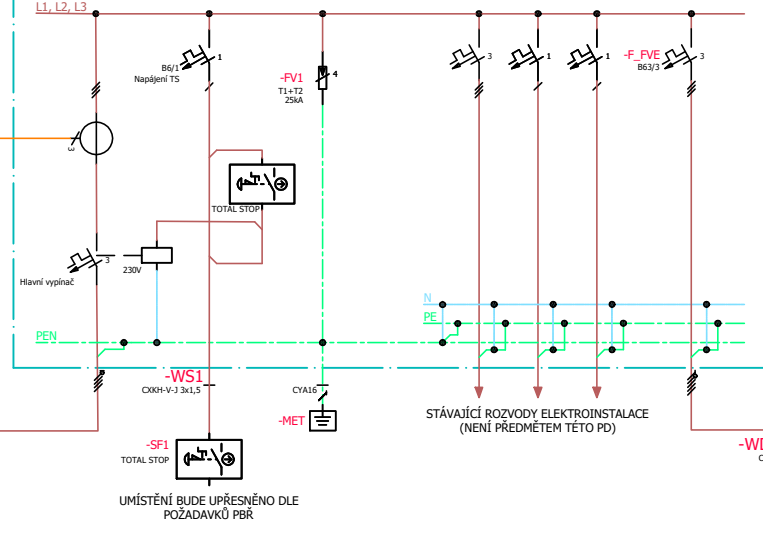 L1, L2, L3
B6/1
Napájení TS
1
-FV1
T1+T2
25kA
4
3
1
1
-F_FVE
B63/3
3
3
TOTAL STOP
Hlavní vypínač
3
230V
N
PE
PEN
-WS1
CXKH-V-J 3x1,5
CYA16
-MET
STÁVAJÍCÍ ROZVODY ELEKTROINSTALACE
(NENÍ PŘEDMĚTEM TÉTO PD)
-SF1
TOTAL STOP
UMÍSTĚNÍ BUDE UPŘESNĚNO DLE
POŽADAVKŮ PBŘ